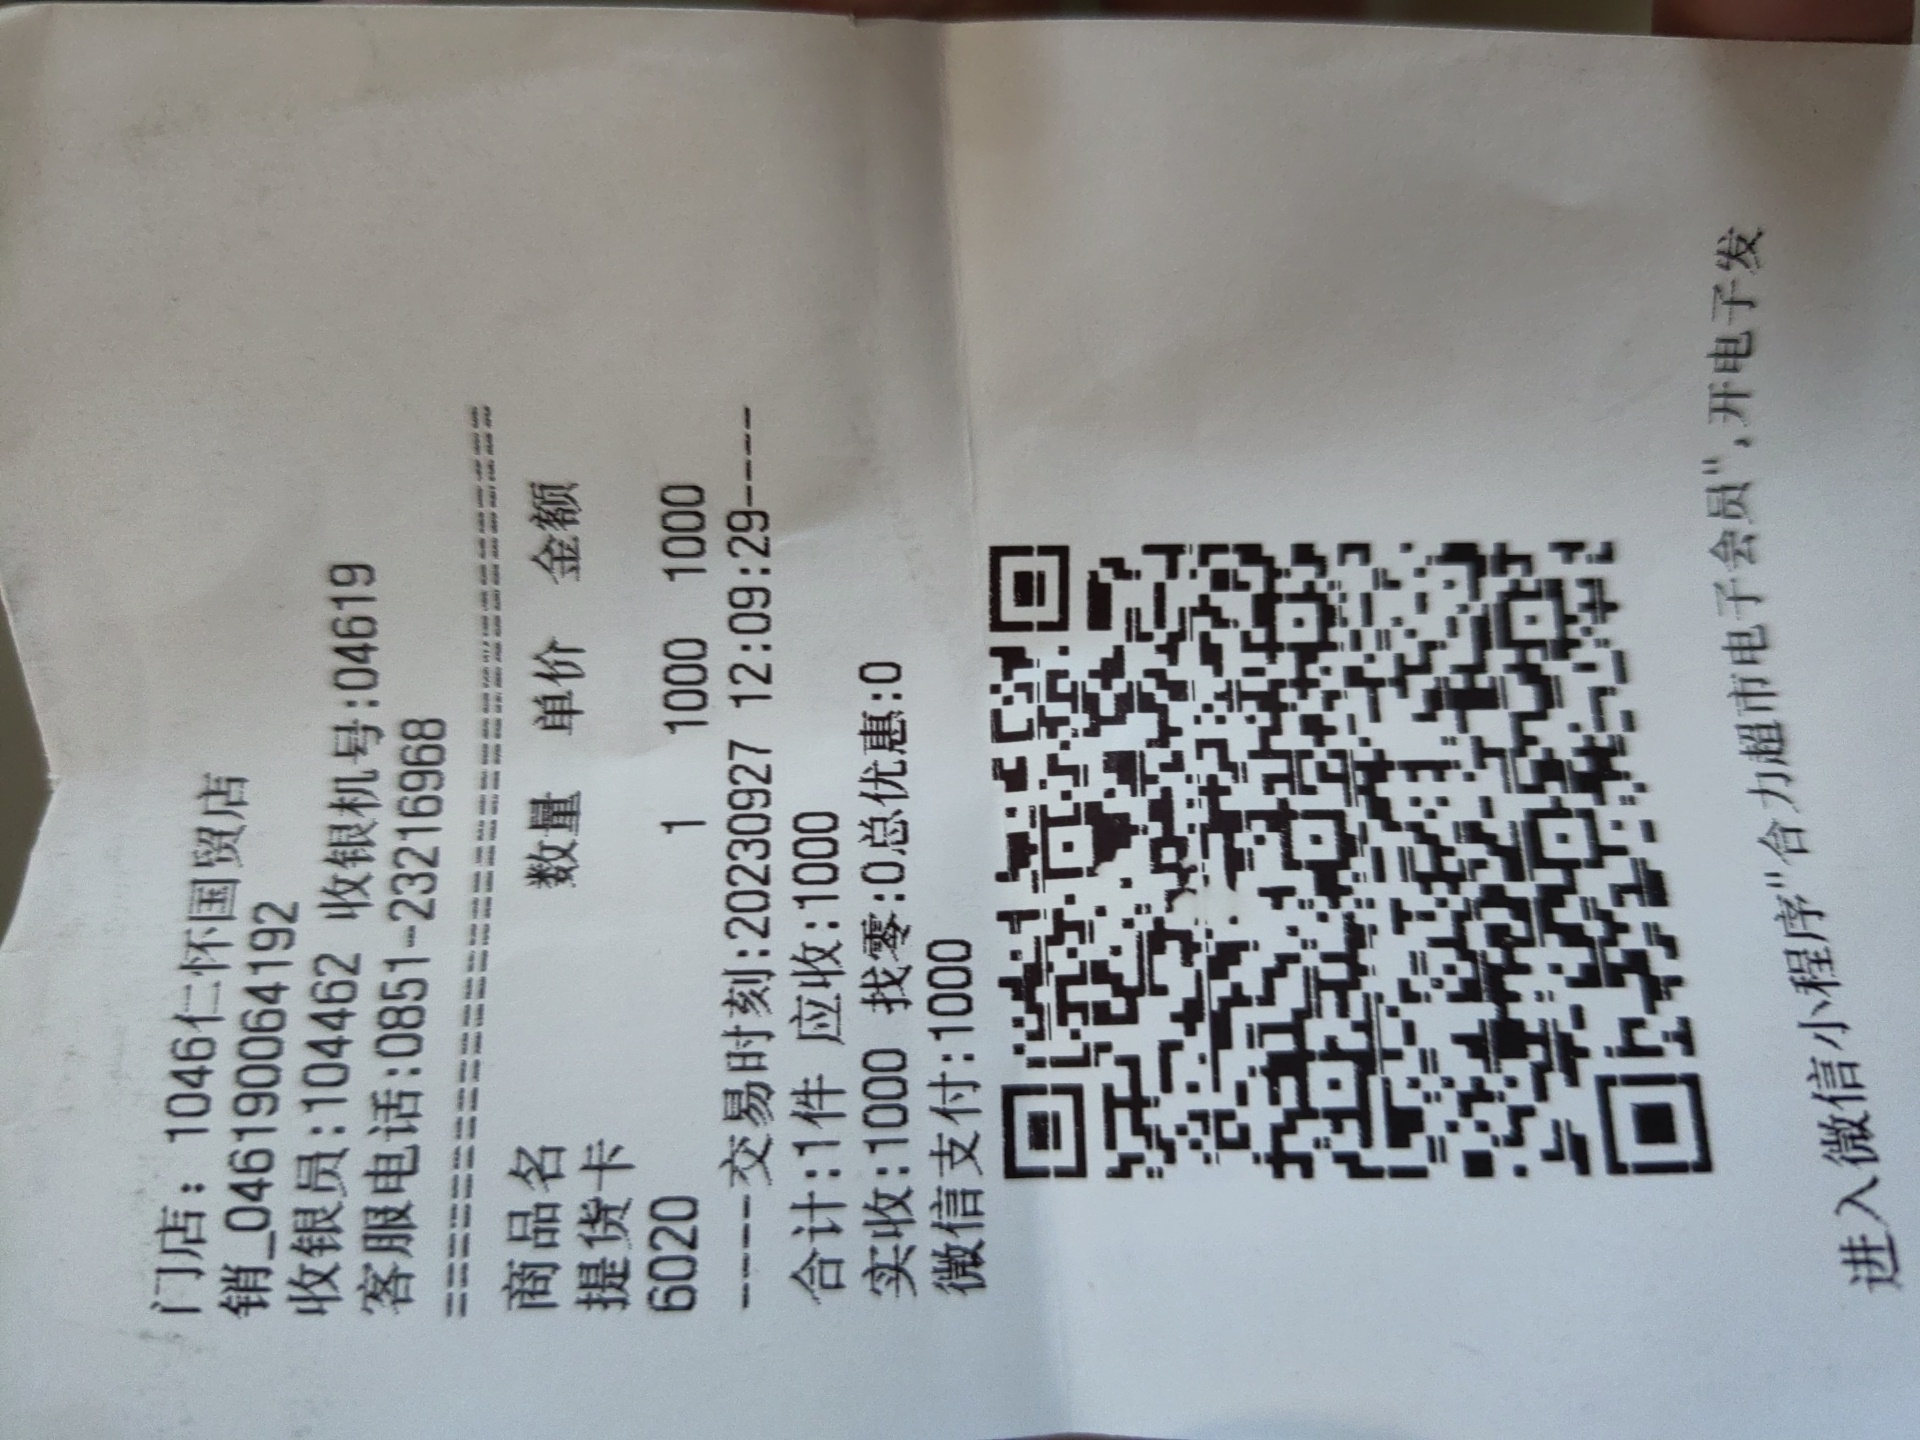 门店: 1046仁怀国贸店
销_046190064192
收银员:104462 收银机号:04619
客服电话:0851-23216968
商品名 数量 单价 金额
提货卡
6020 1 1000 1000
----交易时刻:20230927 12:09:29----
合计:1件 应收:1000
实收:1000 找零:0总优惠:0
微信支付:1000
进入微信小程序"合力超市电子会员",开电子发